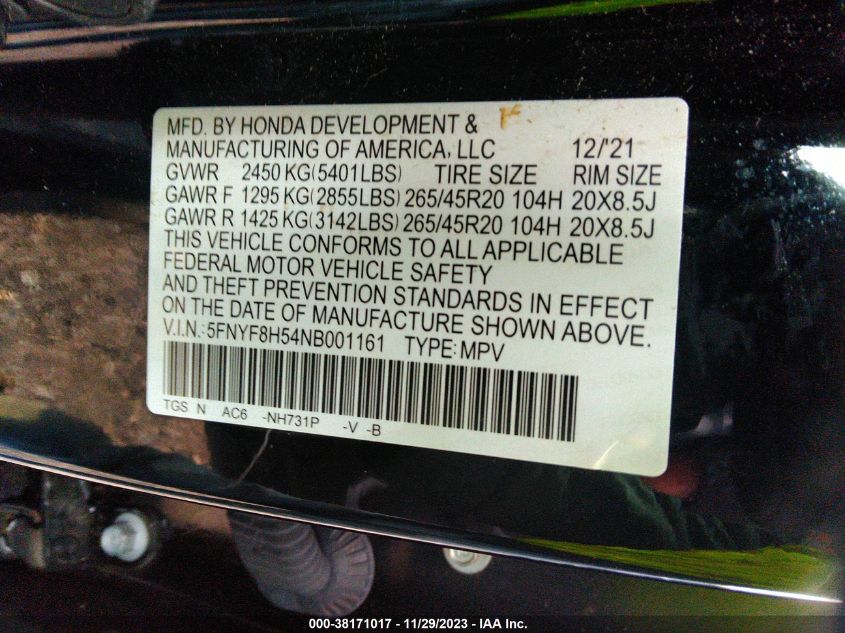 MFD. BY HONDA DEVELOPMENT &
MANUFACTURING OF AMERICA, LLC 12/'21
GVWR 2450 KG(5401LBS) TIRE SIZE RIM SIZE
GAWR F 1295 KG(2855LBS) 265/45R20 104H 20X8.5J
GAWR R 1425 KG(3142LBS) 265/45R20 104H 20X8.5J
THIS VEHICLE CONFORMS TO ALL APPLICABLE
FEDERAL MOTOR VEHICLE SAFETY
AND THEFT PREVENTION STANDARDS IN EFFECT
ON THE DATE OF MANUFACTURE SHOWN ABOVE.
V.I.N.: 5FNYF8H54NB001161 TYPE: MPV
TGS N AC6 -NH731P -V -B
000-38171017 - 11/29/2023 - IAA Inc.